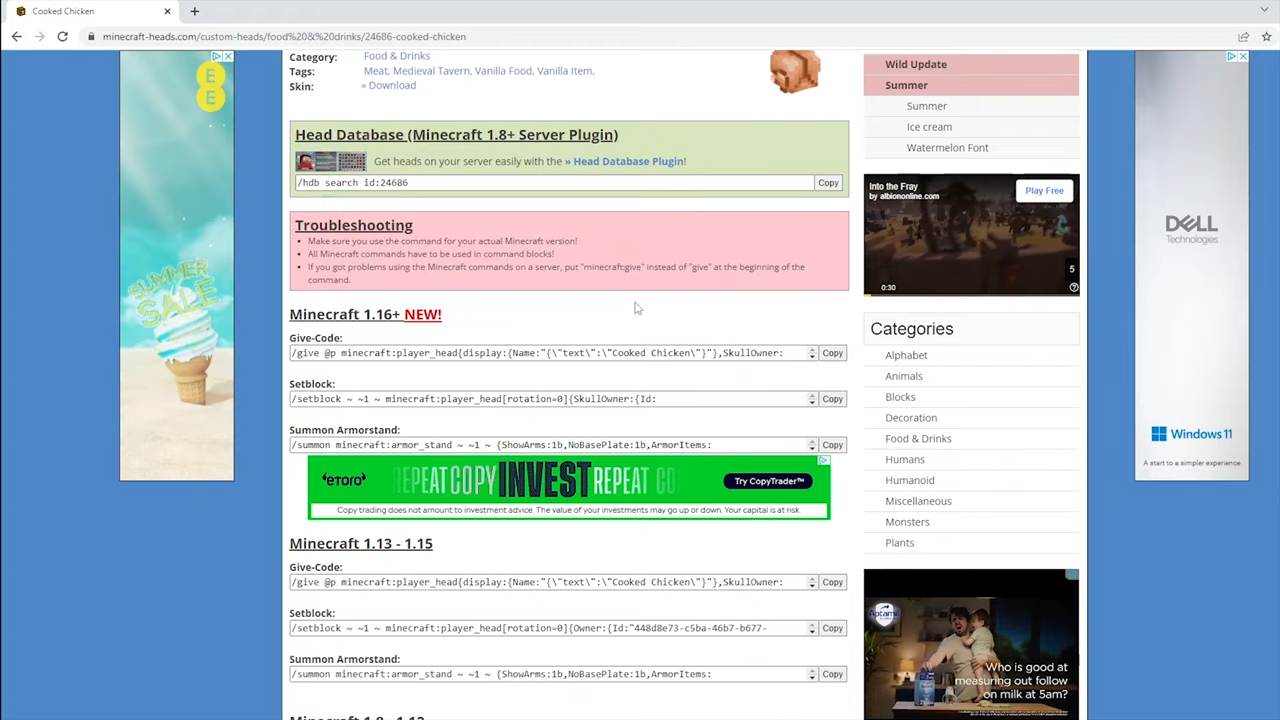 Cooked Chicken
minecraft-heads.com/custom-heads/food%20&%20drinks/24686-cooked-chicken
E
E
SUMMER
SALE
Category: Food & Drinks
Tags: Meat, Medieval Tavern, Vanilla Food, Vanilla Item,
Skin: » Download
Head Database (Minecraft 1.8+ Server Plugin)
Get heads on your server easily with the » Head Database Plugin!
/hdb search id:24686 Copy
Troubleshooting
Make sure you use the command for your actual Minecraft version!
All Minecraft commands have to be used in command blocks!
If you got problems using the Minecraft commands on a server, put "minecraft:give" instead of "give" at the beginning of the
command.
Minecraft 1.16+ NEW!
Give-Code:
/give @p minecraft:player_head{display:{Name:"{\"text\":\"Cooked Chicken\"}"},SkullOwner: Copy
Setblock:
/setblock ~ ~1 ~ minecraft:player_head[rotation=0]{SkullOwner:{Id: Copy
Summon Armorstand:
/summon minecraft:armor_stand ~ ~1 ~ {ShowArms:1b,NoBasePlate:1b,ArmorItems: Copy
eToro REPEAT COPY INVEST REPEAT CO Try CopyTrader™
Copy trading does not amount to investment advice. The value of your investments may go up or down. Your capital is at risk.
Minecraft 1.13 - 1.15
Give-Code:
/give @p minecraft:player_head{display:{Name:"{\"text\":\"Cooked Chicken\"}"},SkullOwner: Copy
Setblock:
/setblock ~ ~1 ~ minecraft:player_head[rotation=0]{Owner:{Id:"448d8e73-c5ba-46b7-b677- Copy
Summon Armorstand:
/summon minecraft:armor_stand ~ ~1 ~ {ShowArms:1b,NoBasePlate:1b,ArmorItems: Copy
Minecraft 1.8 - 1.12
Wild Update
Summer
Summer
Ice cream
Watermelon Font
Into the Fray
by albiononline.com
Play Free
5
0:30
Categories
Alphabet
Animals
Blocks
Decoration
Food & Drinks
Humans
Humanoid
Miscellaneous
Monsters
Plants
Aptamil
Who is good at
measuring out follow
on milk at 5am?
DELL
Technologies
Windows 11
A start to a simpler experience